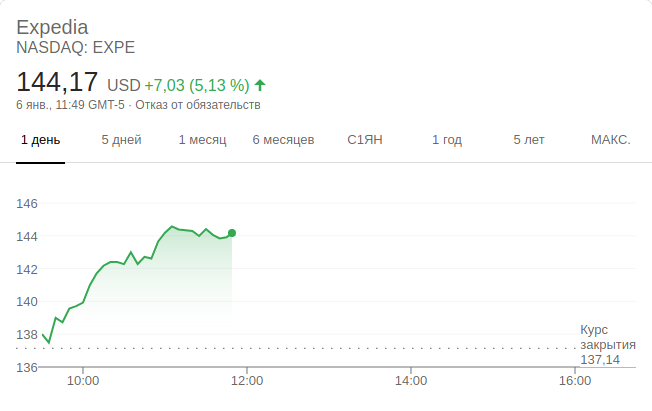 Expedia
NASDAQ: EXPE
144,17 USD +7,03 (5,13 %)
6 янв., 11:49 GMT-5 · Отказ от обязательств
1 день 5 дней 1 месяц 6 месяцев С1ЯН 1 год 5 лет МАКС.
146
144
142
140
138
136
Курс
закрытия
137,14
10:00 12:00 14:00 16:00